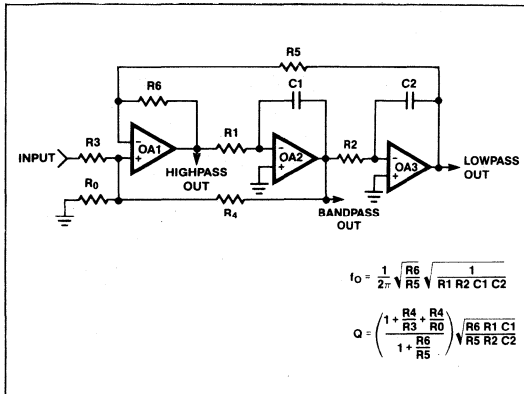 R5
R6
C1
C2
R3
R1
R2
INPUT
-
+
OA1
-
+
OA2
-
+
OA3
LOWPASS
OUT
HIGHPASS
OUT
R0
R4
BANDPASS
OUT
fO = 1/2π √(R6/R5) √(1/(R1 R2 C1 C2))
Q = ((1 + R4/R3 + R4/R0)/(1 + R6/R5)) √(R6 R1 C1/(R5 R2 C2))